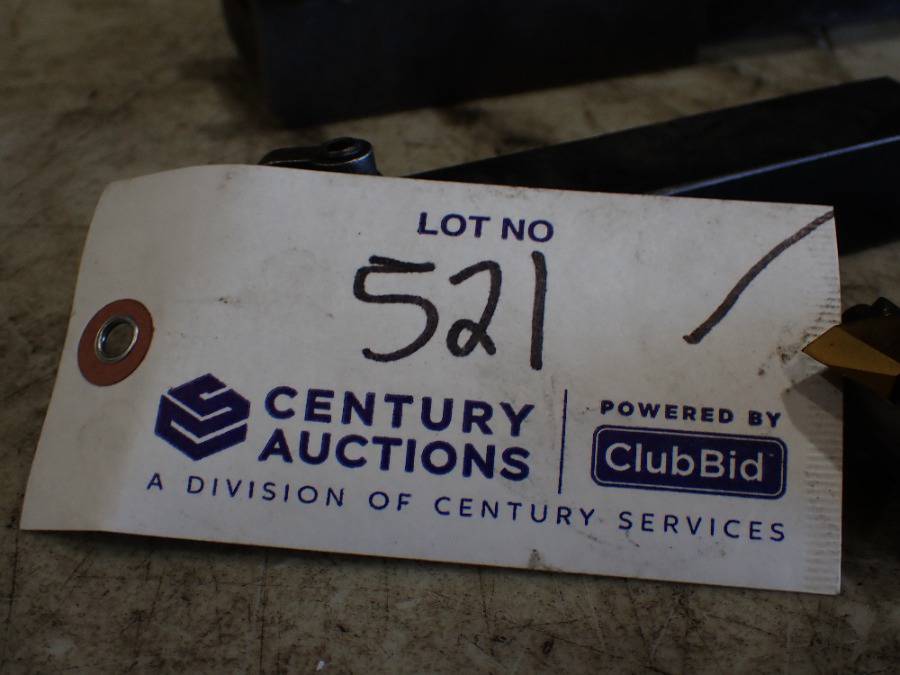 LOT NO
521
CENTURY
AUCTIONS
POWERED BY
ClubBid
A DIVISION OF CENTURY SERVICES